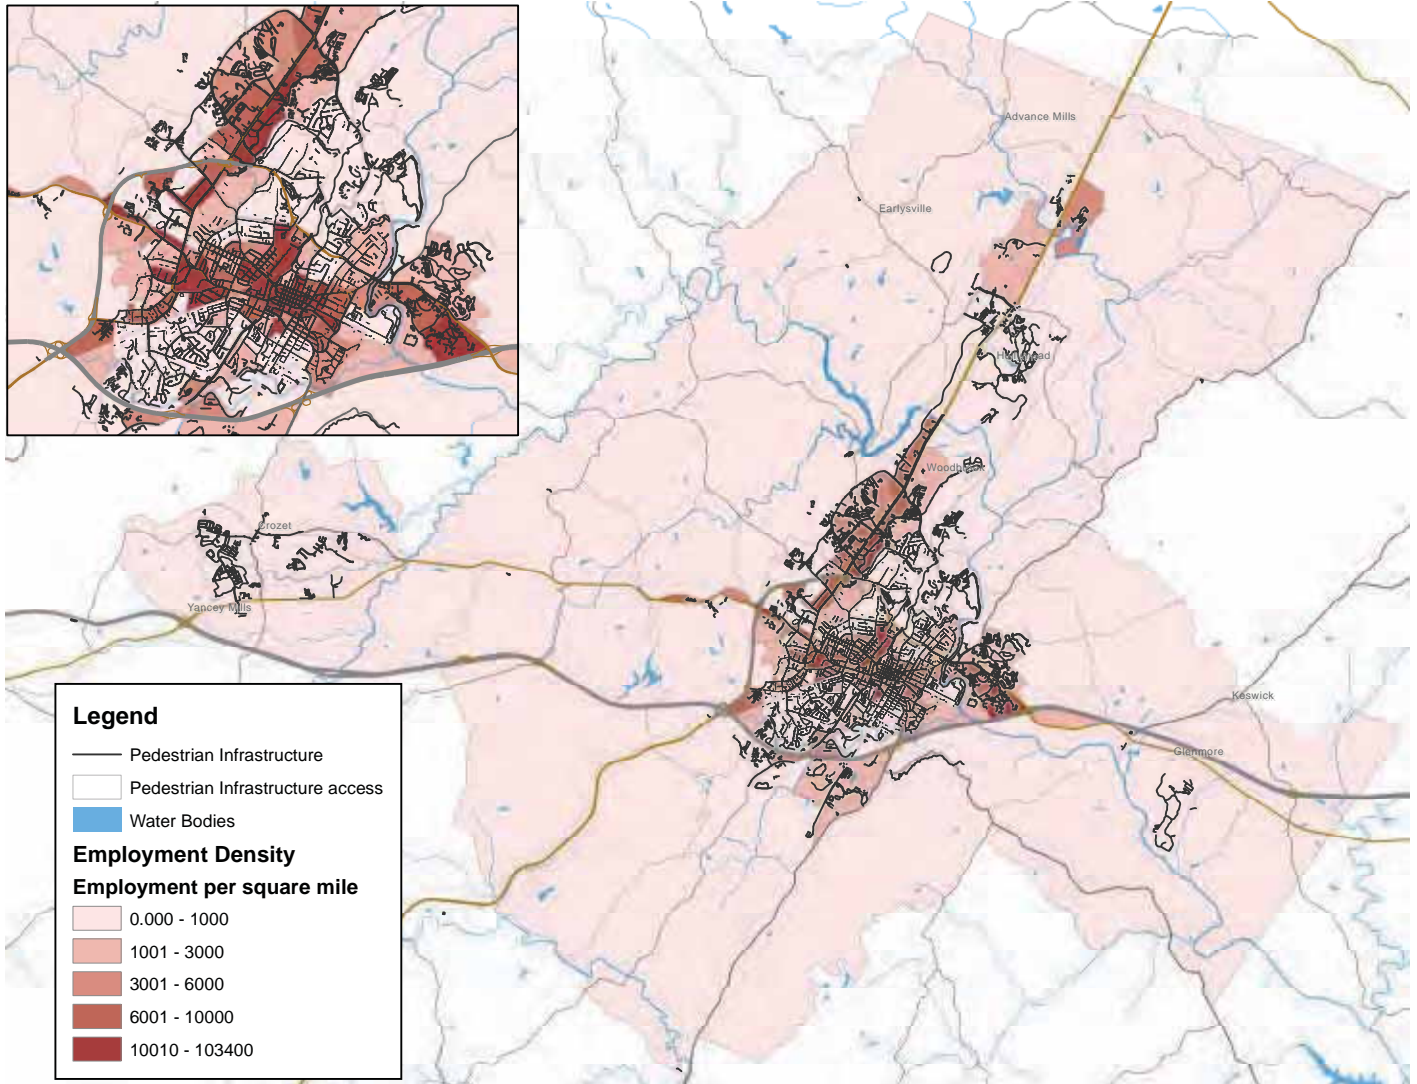 Advance Mills
Earlysville
Crozet
Yancey Mills
Keswick
Glenmore
Legend
Pedestrian Infrastructure
Pedestrian Infrastructure access
Water Bodies
Employment Density
Employment per square mile
0.000 - 1000
1001 - 3000
3001 - 6000
6001 - 10000
10010 - 103400